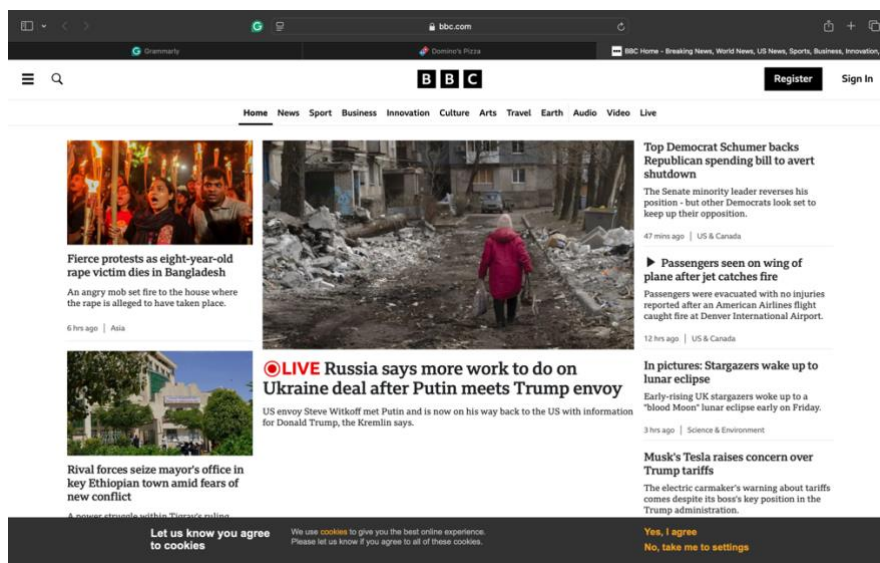 bbc.com
Grammarly
Domino's Pizza
BBC Home - Breaking News, World News, US News, Sports, Business, Innovation,
BBC
Register
Sign In
Home News Sport Business Innovation Culture Arts Travel Earth Audio Video Live
Fierce protests as eight-year-old
rape victim dies in Bangladesh
An angry mob set fire to the house where
the rape is alleged to have taken place.
6 hrs ago | Asia
Rival forces seize mayor's office in
key Ethiopian town amid fears of
new conflict
A power struggle within Tigray's ruling
LIVE Russia says more work to do on
Ukraine deal after Putin meets Trump envoy
US envoy Steve Witkoff met Putin and is now on his way back to the US with information
for Donald Trump, the Kremlin says.
Top Democrat Schumer backs
Republican spending bill to avert
shutdown
The Senate minority leader reverses his
position - but other Democrats look set to
keep up their opposition.
47 mins ago | US & Canada
Passengers seen on wing of
plane after jet catches fire
Passengers were evacuated with no injuries
reported after an American Airlines flight
caught fire at Denver International Airport.
12 hrs ago | US & Canada
In pictures: Stargazers wake up to
lunar eclipse
Early-rising UK stargazers woke up to a
"blood Moon" lunar eclipse early on Friday.
3 hrs ago | Science & Environment
Musk's Tesla raises concern over
Trump tariffs
The electric carmaker's warning about tariffs
comes despite its boss's key position in the
Trump administration.
Let us know you agree
to cookies
We use cookies to give you the best online experience.
Please let us know if you agree to all of these cookies.
Yes, I agree
No, take me to settings